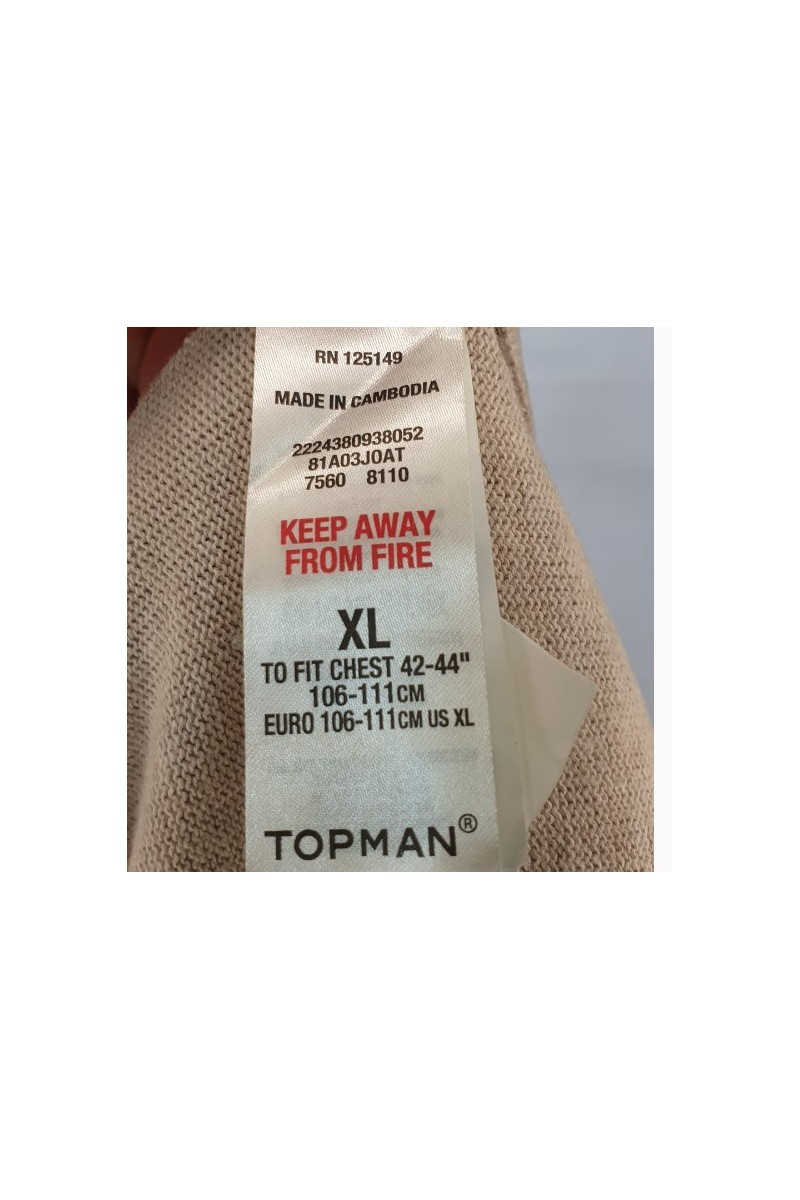 RN 125149
MADE IN CAMBODIA
2224380938052
81A03J0AT
7560 8110
KEEP AWAY
FROM FIRE
XL
TO FIT CHEST 42-44"
106-111CM
EURO 106-111CM US XL
TOPMAN®